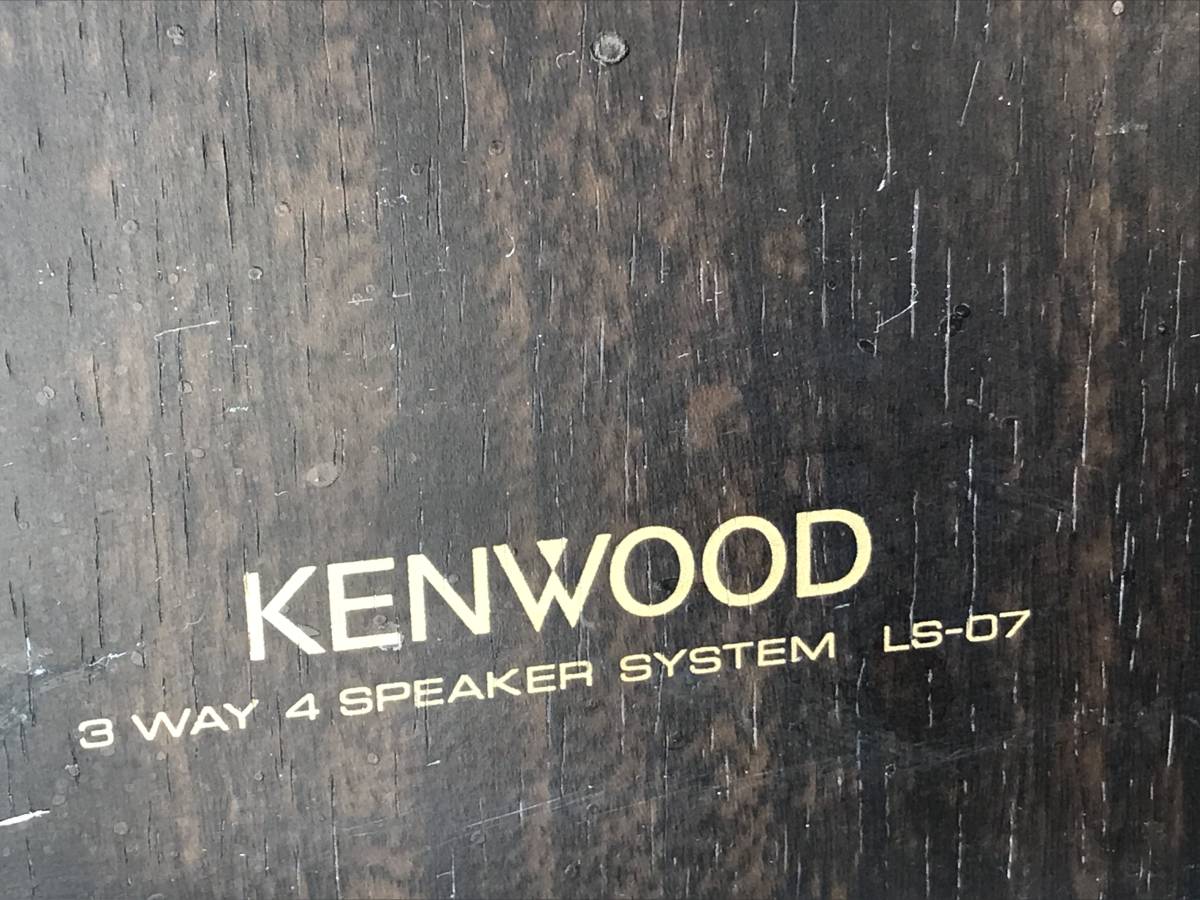 KENWOOD
3 WAY 4 SPEAKER SYSTEM LS-07